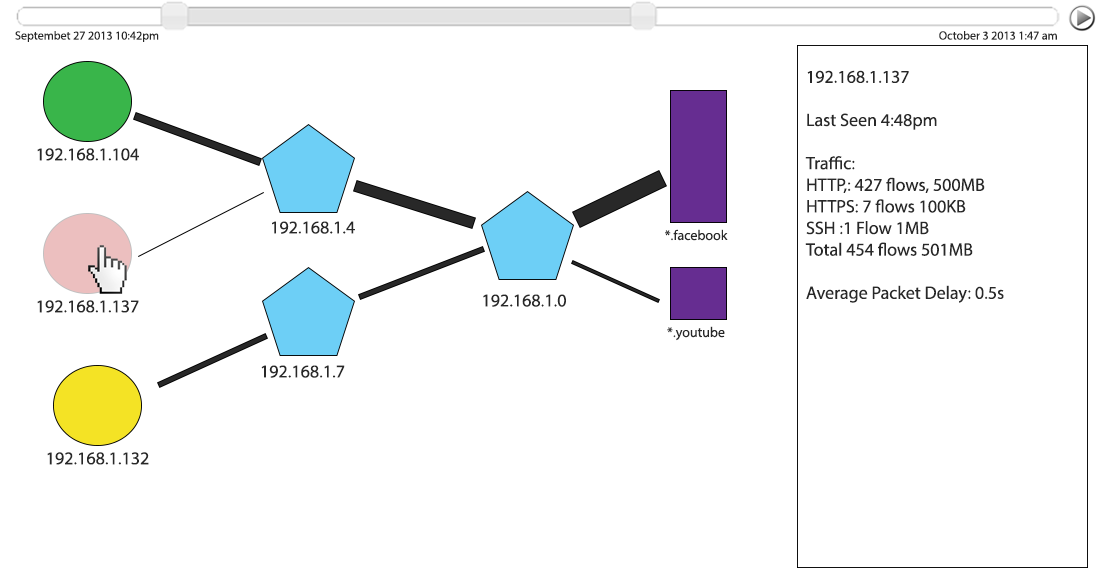 Septembet 27 2013 10:42pm
October 3 2013 1:47 am
192.168.1.104
192.168.1.137
192.168.1.132
192.168.1.4
192.168.1.7
192.168.1.0
*.facebook
*.youtube
192.168.1.137
Last Seen 4:48pm
Traffic:
HTTP,: 427 flows, 500MB
HTTPS: 7 flows 100KB
SSH :1 Flow 1MB
Total 454 flows 501MB
Average Packet Delay: 0.5s